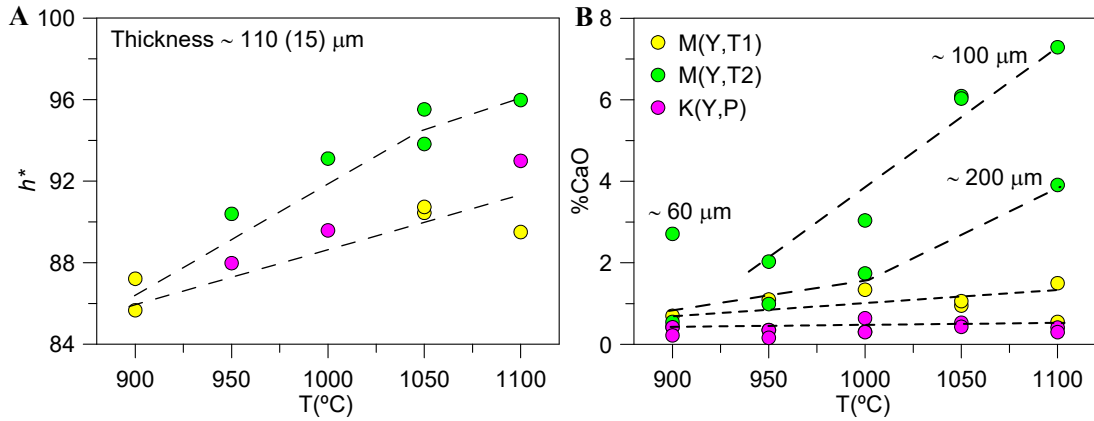 A
100
96
92
88
84
h*
Thickness ~ 110 (15) µm
900 950 1000 1050 1100
T(ºC)
B
8
6
4
2
0
%CaO
M(Y,T1)
M(Y,T2)
K(Y,P)
~ 100 µm
~ 200 µm
~ 60 µm
900 950 1000 1050 1100
T(ºC)